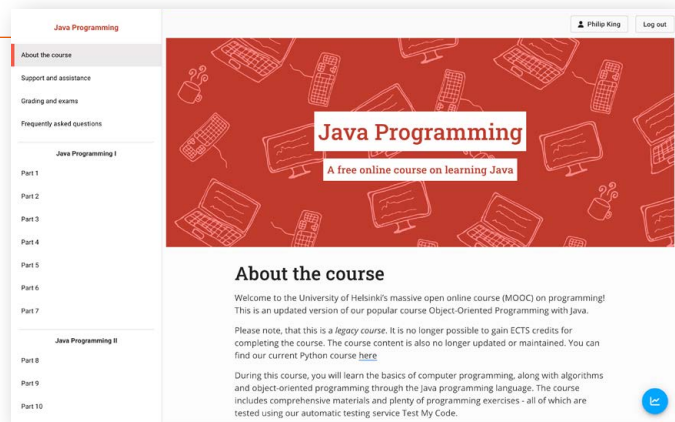 Java Programming
About the course
Support and assistance
Grading and exams
Frequently asked questions
Java Programming I
Part 1
Part 2
Part 3
Part 4
Part 5
Part 6
Part 7
Java Programming II
Part 8
Part 9
Part 10
Philip King
Log out
Java Programming
A free online course on learning Java
About the course
Welcome to the University of Helsinki's massive open online course (MOOC) on programming!
This is an updated version of our popular course Object-Oriented Programming with Java.
Please note, that this is a legacy course. It is no longer possible to gain ECTS credits for
completing the course. The course content is also no longer updated or maintained. You can
find our current Python course here
During this course, you will learn the basics of computer programming, along with algorithms
and object-oriented programming through the Java programming language. The course
includes comprehensive materials and plenty of programming exercises - all of which are
tested using our automatic testing service Test My Code.